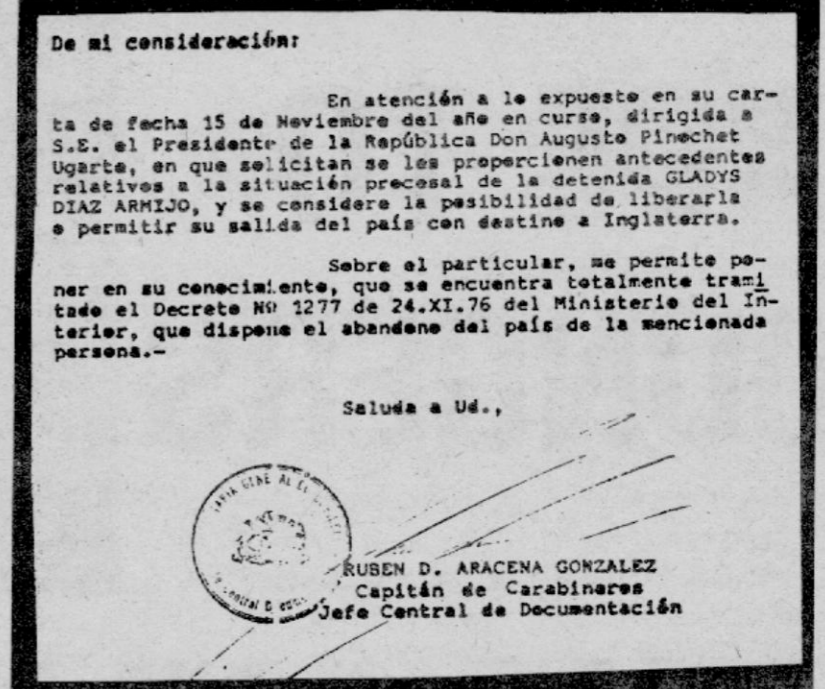 De mi consideración:
En atención a lo expuesto en su car-
ta de fecha 15 de Noviembre del año en curso, dirigida a
S.E. el Presidente de la República Don Augusto Pinochet
Ugarte, en que solicitan se les proporcionen antecedentes
relativos a la situación procesal de la detenida GLADYS
DIAZ ARMIJO, y se considere la posibilidad de liberarla
o permitir su salida del país con destino a Inglaterra.
Sobre el particular, me permito po-
ner en su conocimiento, que se encuentra totalmente trami
tado el Decreto Nº 1277 de 24.XI.76 del Ministerio del In-
terior, que dispone el abandono del país de la mencionada
persona.-
Saluda a Ud.,
RUBEN D. ARACENA GONZALEZ
Capitán de Carabineros
Jefe Central de Documentación